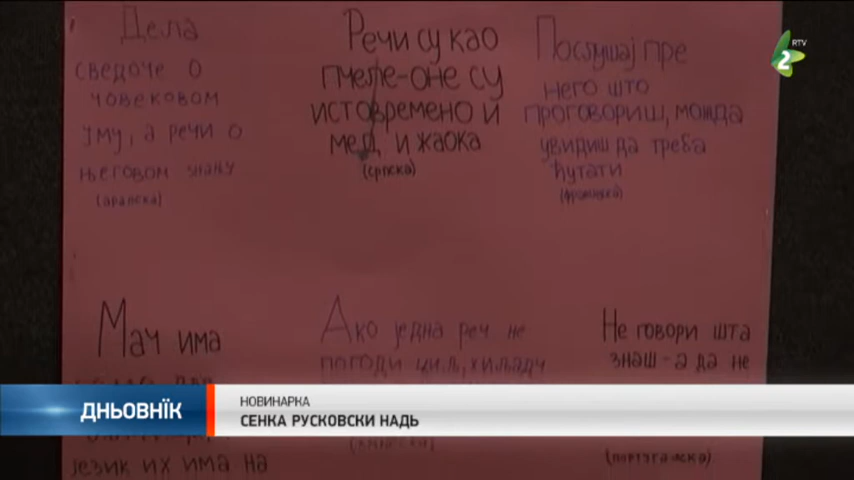 Дела
сведоче о
човековом
уму, а речи о
његовом знању
(арапска)
Речи су као
пчеле-оне су
истовремено и
мед и жаока
(српска)
Послушај пре
него што
проговориш, можда
увидиш да треба
ћутати
RTV
2
Мач има
језик их има на
Ако једна реч не
погоди циљ, хиљаду
Не говори шта
знаш-а да не
(португалска)
ДНЬОВНЇК
НОВИНАРКА
СЕНКА РУСКОВСКИ НАДЬ